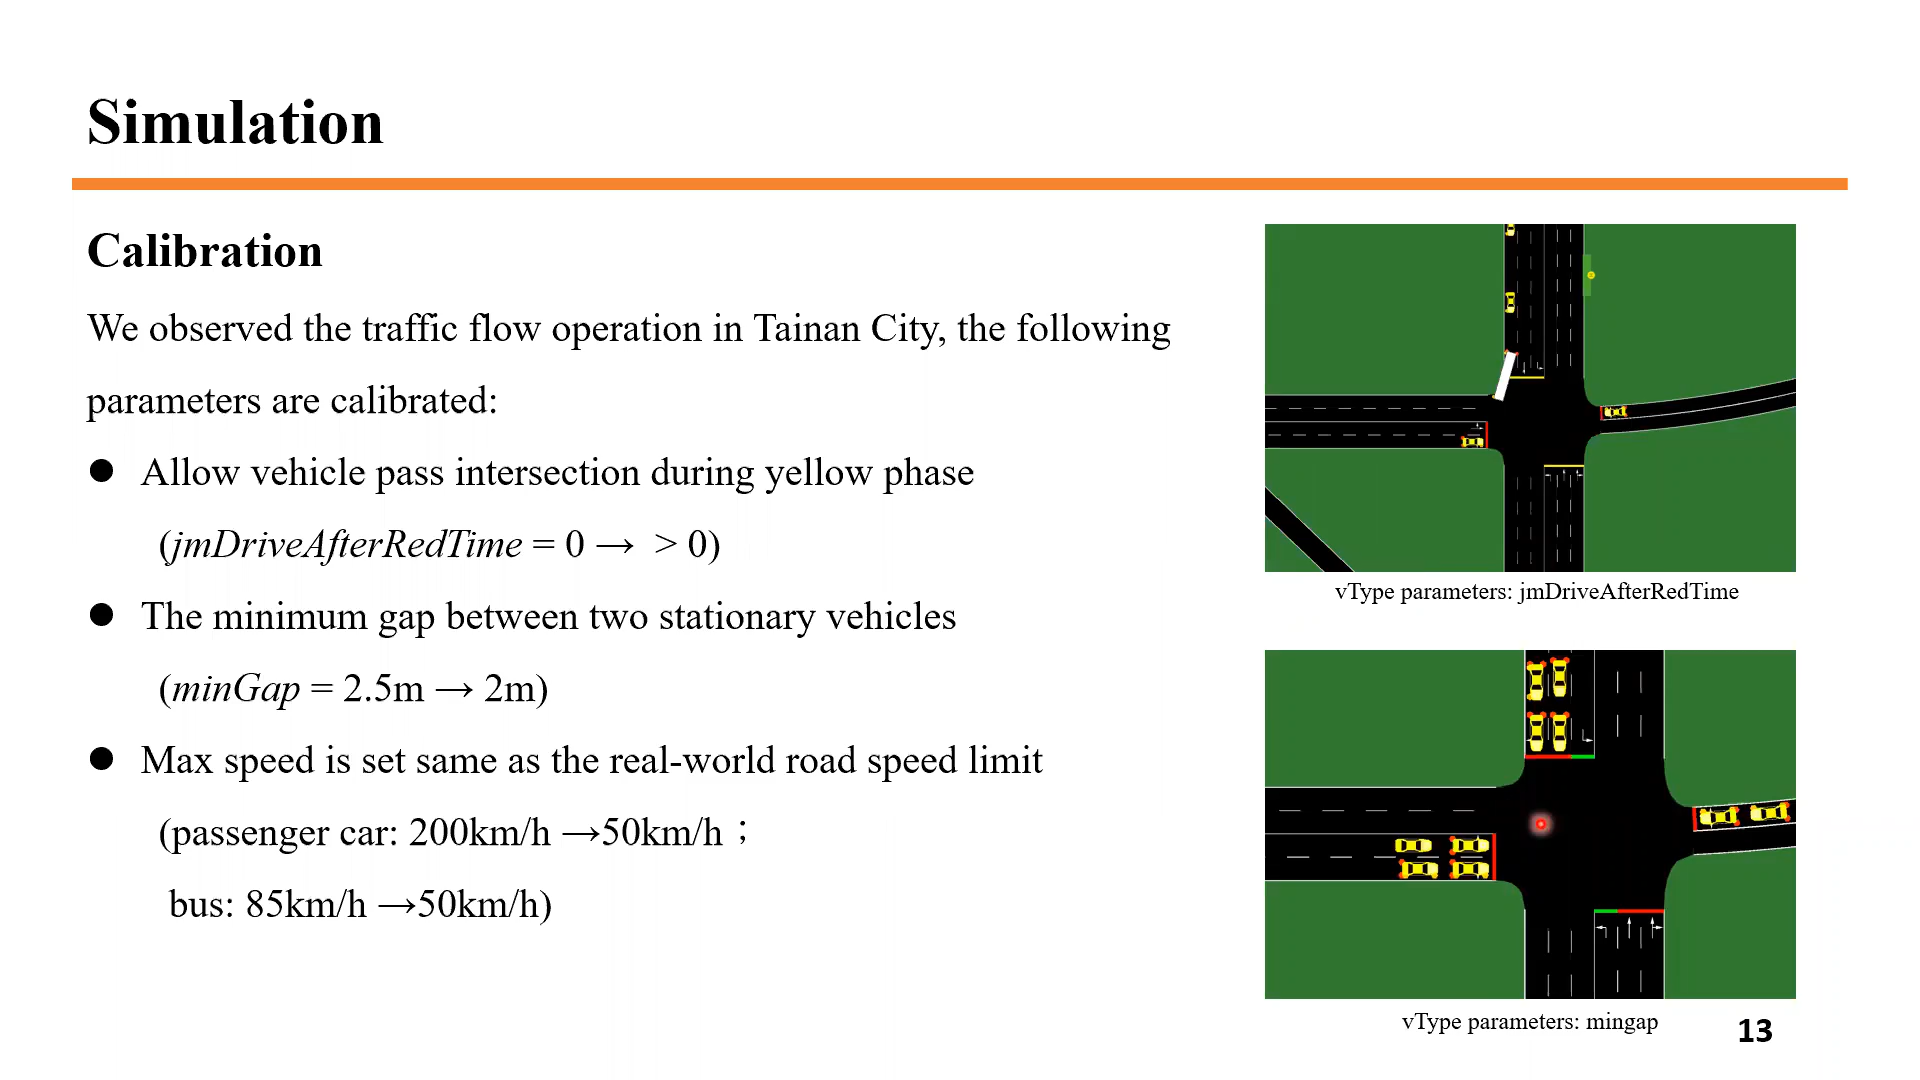 Simulation
Calibration
We observed the traffic flow operation in Tainan City, the following
parameters are calibrated:
● Allow vehicle pass intersection during yellow phase
(jmDriveAfterRedTime = 0 → > 0)
● The minimum gap between two stationary vehicles
(minGap = 2.5m → 2m)
● Max speed is set same as the real-world road speed limit
(passenger car: 200km/h →50km/h；
bus: 85km/h →50km/h)
vType parameters: jmDriveAfterRedTime
vType parameters: mingap
13